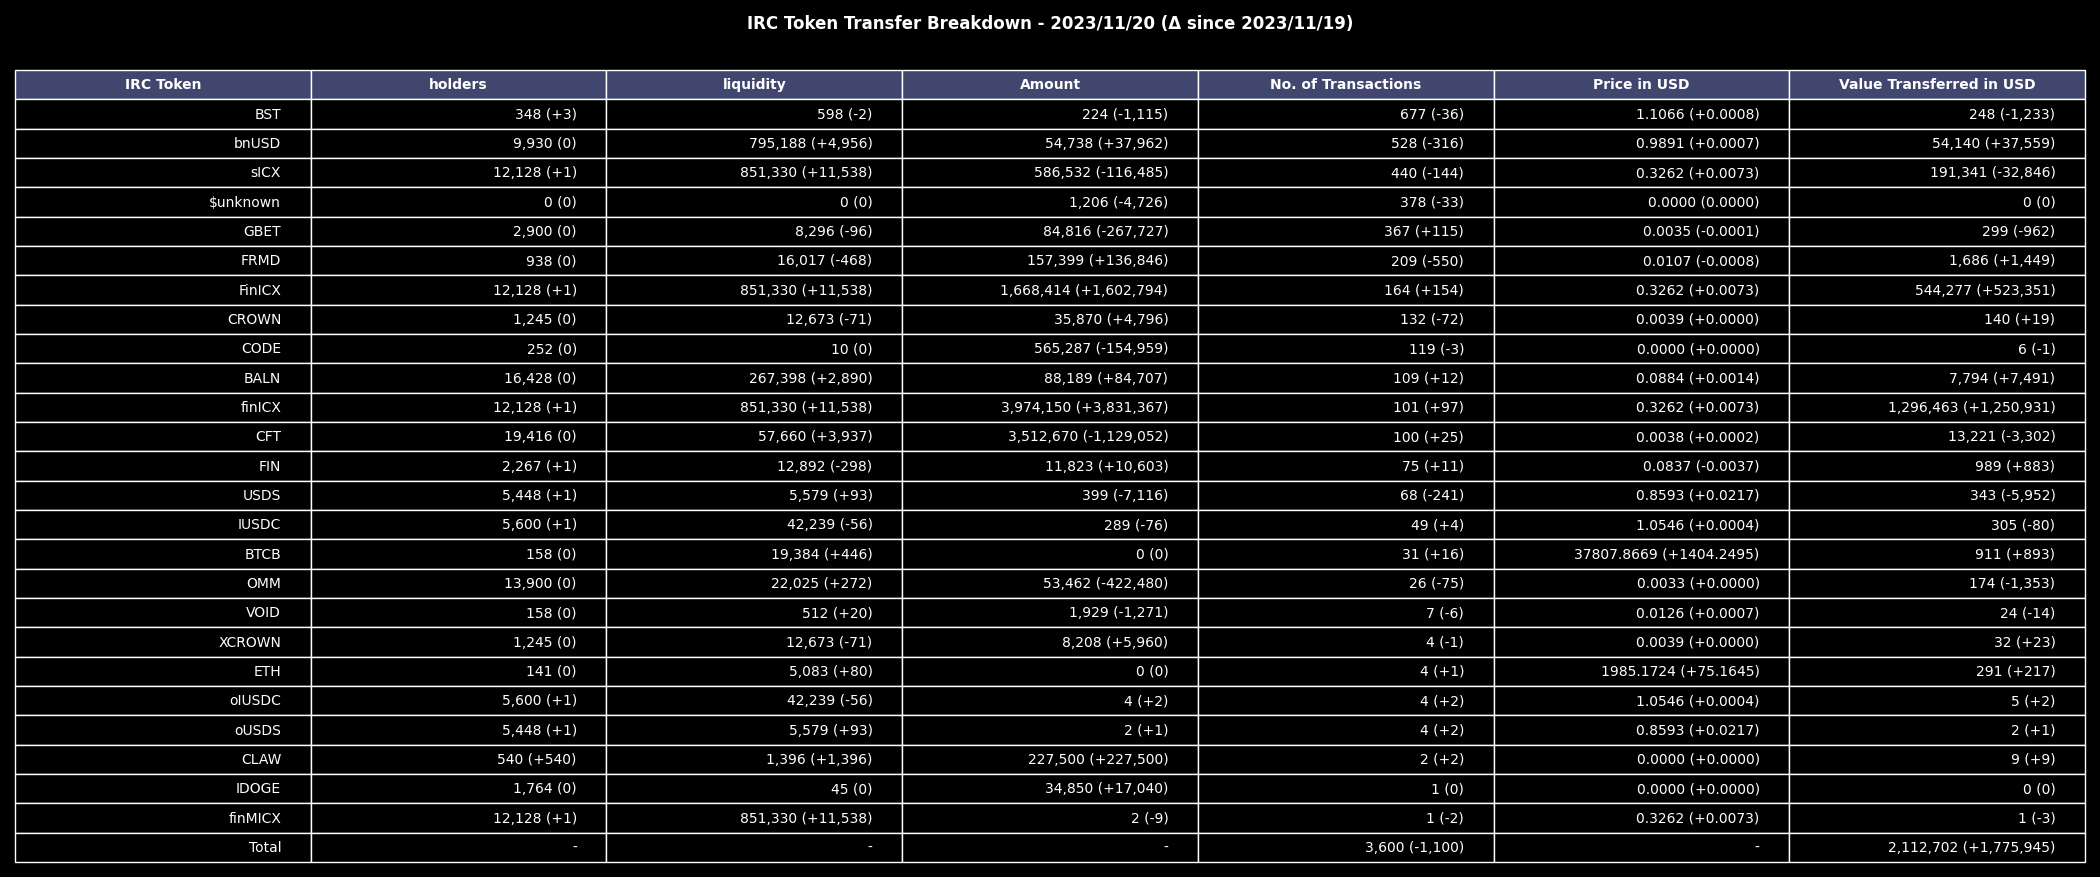 IRC Token Transfer Breakdown - 2023/11/20 (Δ since 2023/11/19)
IRC Token holders liquidity Amount No. of Transactions Price in USD Value Transferred in USD
BST 348 (+3) 598 (-2) 224 (-1,115) 677 (-36) 1.1066 (+0.0008) 248 (-1,233)
bnUSD 9,930 (0) 795,188 (+4,956) 54,738 (+37,962) 528 (-316) 0.9891 (+0.0007) 54,140 (+37,559)
sICX 12,128 (+1) 851,330 (+11,538) 586,532 (-116,485) 440 (-144) 0.3262 (+0.0073) 191,341 (-32,846)
$unknown 0 (0) 0 (0) 1,206 (-4,726) 378 (-33) 0.0000 (0.0000) 0 (0)
GBET 2,900 (0) 8,296 (-96) 84,816 (-267,727) 367 (+115) 0.0035 (-0.0001) 299 (-962)
FRMD 938 (0) 16,017 (-468) 157,399 (+136,846) 209 (-550) 0.0107 (-0.0008) 1,686 (+1,449)
FinICX 12,128 (+1) 851,330 (+11,538) 1,668,414 (+1,602,794) 164 (+154) 0.3262 (+0.0073) 544,277 (+523,351)
CROWN 1,245 (0) 12,673 (-71) 35,870 (+4,796) 132 (-72) 0.0039 (+0.0000) 140 (+19)
CODE 252 (0) 10 (0) 565,287 (-154,959) 119 (-3) 0.0000 (+0.0000) 6 (-1)
BALN 16,428 (0) 267,398 (+2,890) 88,189 (+84,707) 109 (+12) 0.0884 (+0.0014) 7,794 (+7,491)
finICX 12,128 (+1) 851,330 (+11,538) 3,974,150 (+3,831,367) 101 (+97) 0.3262 (+0.0073) 1,296,463 (+1,250,931)
CFT 19,416 (0) 57,660 (+3,937) 3,512,670 (-1,129,052) 100 (+25) 0.0038 (+0.0002) 13,221 (-3,302)
FIN 2,267 (+1) 12,892 (-298) 11,823 (+10,603) 75 (+11) 0.0837 (-0.0037) 989 (+883)
USDS 5,448 (+1) 5,579 (+93) 399 (-7,116) 68 (-241) 0.8593 (+0.0217) 343 (-5,952)
IUSDC 5,600 (+1) 42,239 (-56) 289 (-76) 49 (+4) 1.0546 (+0.0004) 305 (-80)
BTCB 158 (0) 19,384 (+446) 0 (0) 31 (+16) 37807.8669 (+1404.2495) 911 (+893)
OMM 13,900 (0) 22,025 (+272) 53,462 (-422,480) 26 (-75) 0.0033 (+0.0000) 174 (-1,353)
VOID 158 (0) 512 (+20) 1,929 (-1,271) 7 (-6) 0.0126 (+0.0007) 24 (-14)
XCROWN 1,245 (0) 12,673 (-71) 8,208 (+5,960) 4 (-1) 0.0039 (+0.0000) 32 (+23)
ETH 141 (0) 5,083 (+80) 0 (0) 4 (+1) 1985.1724 (+75.1645) 291 (+217)
oIUSDC 5,600 (+1) 42,239 (-56) 4 (+2) 4 (+2) 1.0546 (+0.0004) 5 (+2)
oUSDS 5,448 (+1) 5,579 (+93) 2 (+1) 4 (+2) 0.8593 (+0.0217) 2 (+1)
CLAW 540 (+540) 1,396 (+1,396) 227,500 (+227,500) 2 (+2) 0.0000 (+0.0000) 9 (+9)
IDOGE 1,764 (0) 45 (0) 34,850 (+17,040) 1 (0) 0.0000 (+0.0000) 0 (0)
finMICX 12,128 (+1) 851,330 (+11,538) 2 (-9) 1 (-2) 0.3262 (+0.0073) 1 (-3)
Total - - - 3,600 (-1,100) - 2,112,702 (+1,775,945)